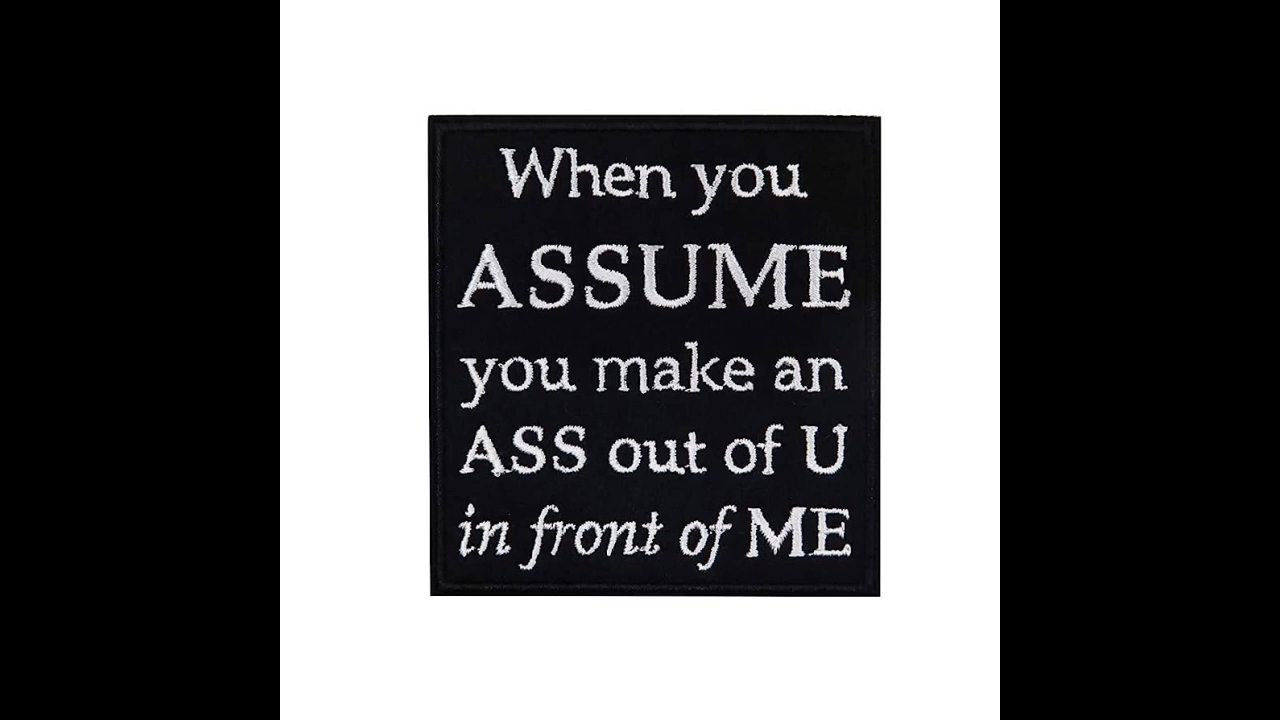 When you
ASSUME
you make an
ASS out of U
in front of ME